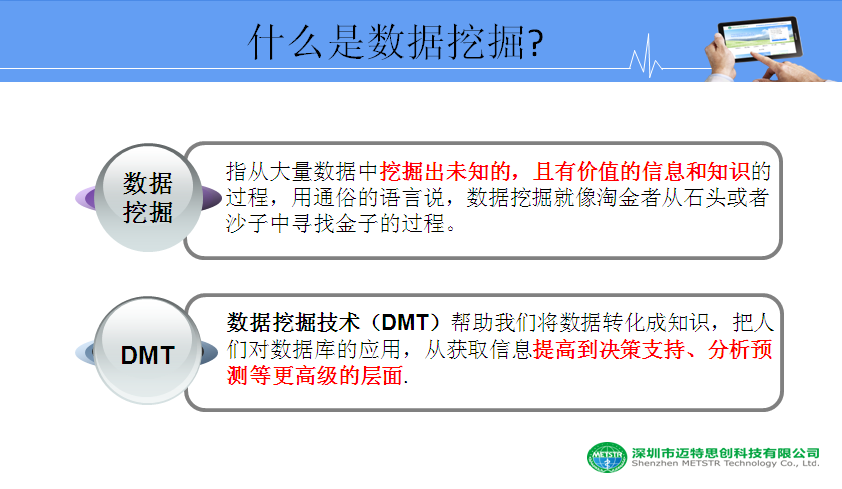 什么是数据挖掘?
数据
挖掘
指从大量数据中挖掘出未知的，且有价值的信息和知识的
过程，用通俗的语言说，数据挖掘就像淘金者从石头或者
沙子中寻找金子的过程。
DMT
数据挖掘技术（DMT）帮助我们将数据转化成知识，把人
们对数据库的应用，从获取信息提高到决策支持、分析预
测等更高级的层面.
METSTR
深圳市迈特思创科技有限公司
Shenzhen METSTR Technology Co., Ltd.